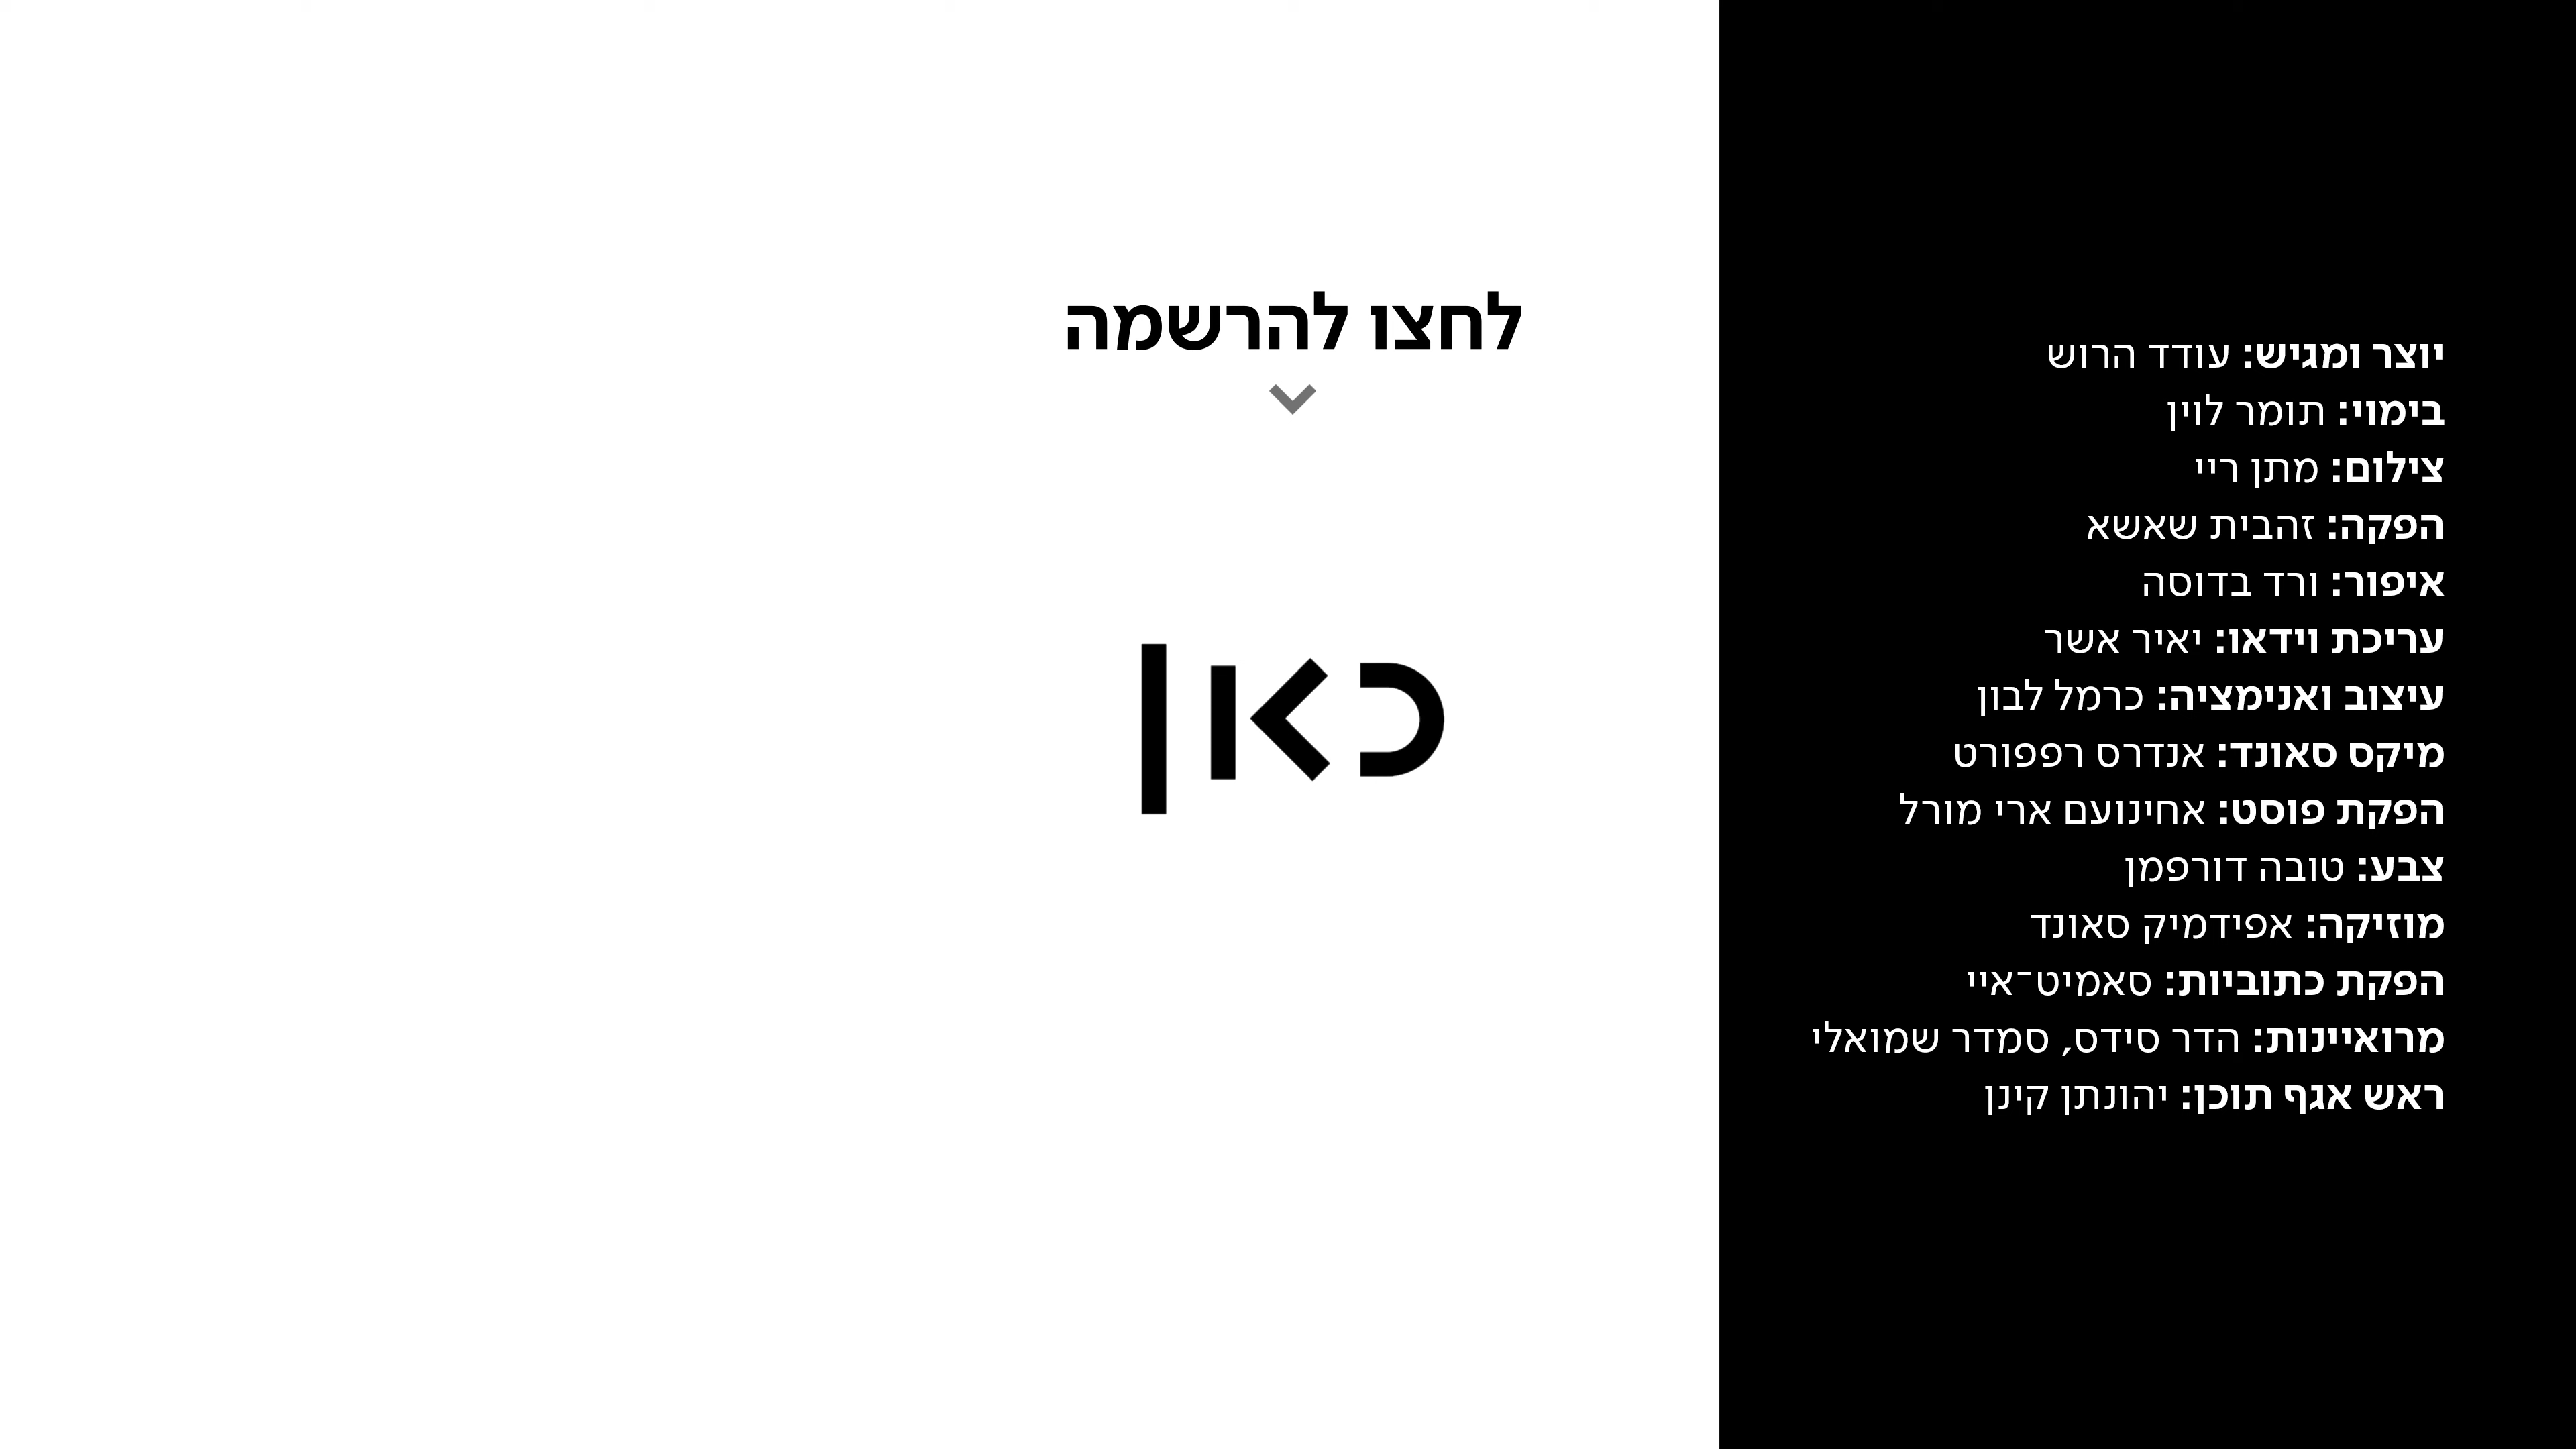 לחצו להרשמה
כאן
יוצר ומגיש: עודד הרוש
בימוי: תומר לוין
צילום: מתן ריי
הפקה: זהבית שאשא
איפור: ורד בדוסה
עריכת וידאו: יאיר אשר
עיצוב ואנימציה: כרמל לבון
מיקס סאונד: אנדרס רפפורט
הפקת פוסט: אחינועם ארי מורל
צבע: טובה דורפמן
מוזיקה: אפידמיק סאונד
הפקת כתוביות: סאמיט־איי
מרואיינות: הדר סידס, סמדר שמואלי
ראש אגף תוכן: יהונתן קינן